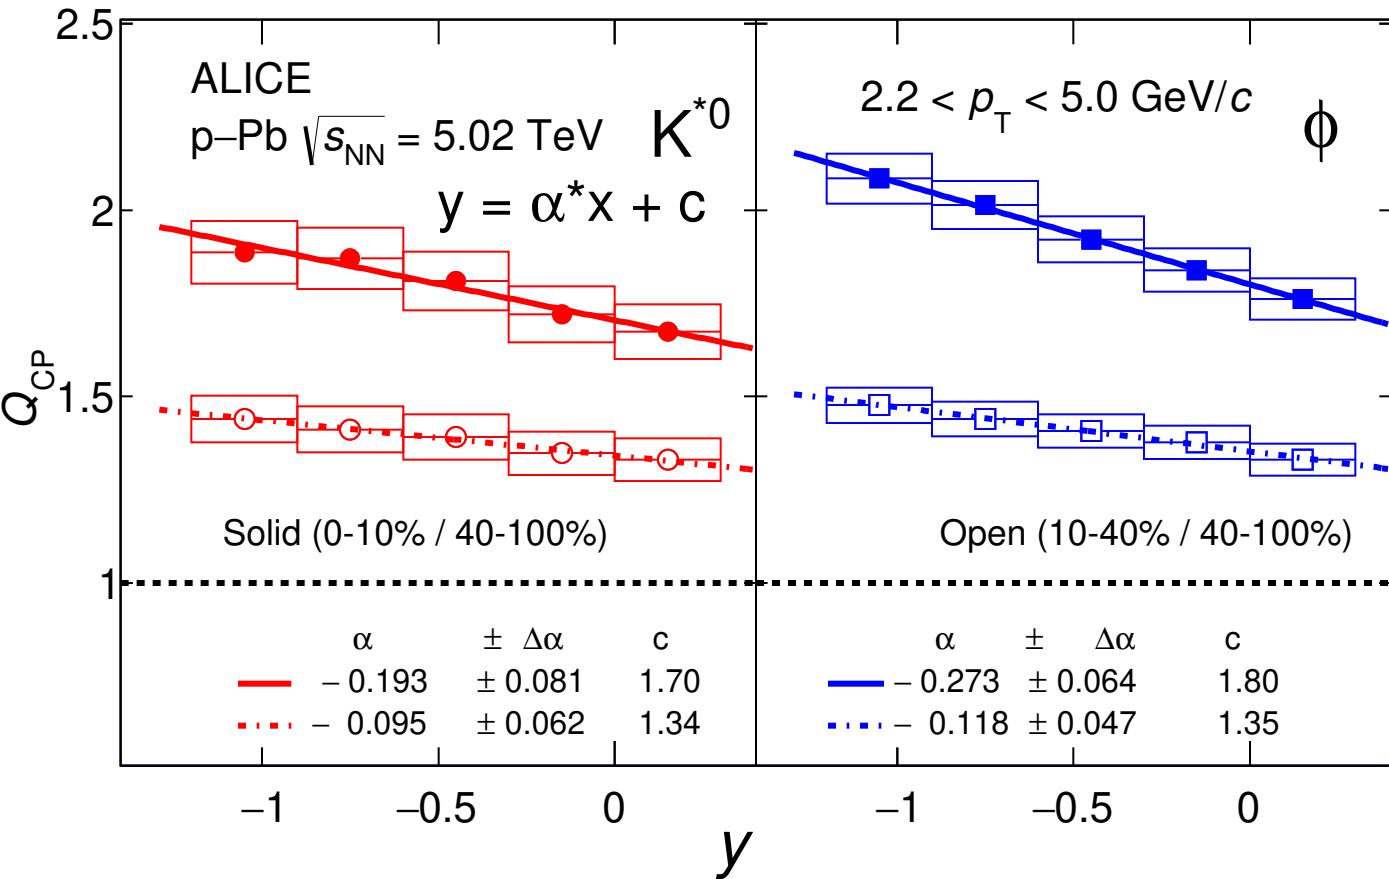 2.5
2
1.5
1
Q_CP
ALICE
p–Pb √s_NN = 5.02 TeV
K*0
y = α*x + c
Solid (0-10% / 40-100%)
α ± Δα c
– 0.193 ± 0.081 1.70
– 0.095 ± 0.062 1.34
2.2 < p_T < 5.0 GeV/c
ϕ
Open (10-40% / 40-100%)
α ± Δα c
– 0.273 ± 0.064 1.80
– 0.118 ± 0.047 1.35
–1 –0.5 0 –1 –0.5 0
y